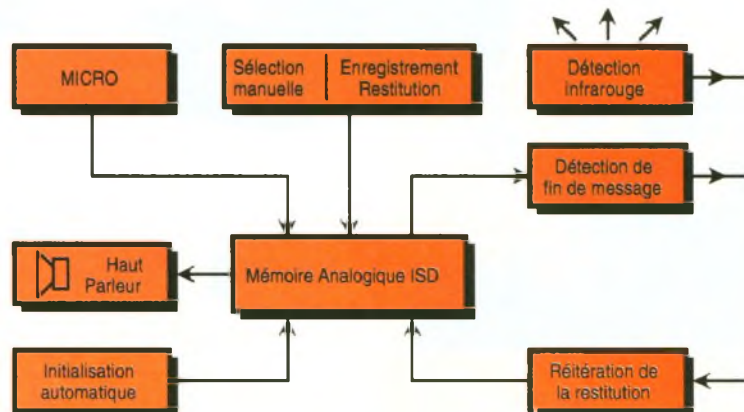 MICRO
Sélection manuelle
Enregistrement Restitution
Détection
Infrarouge
Détection de
fin de message
Haut
Parleur
Mémoire Analogique ISD
Initialisation
automatique
Réitération de
la restitution